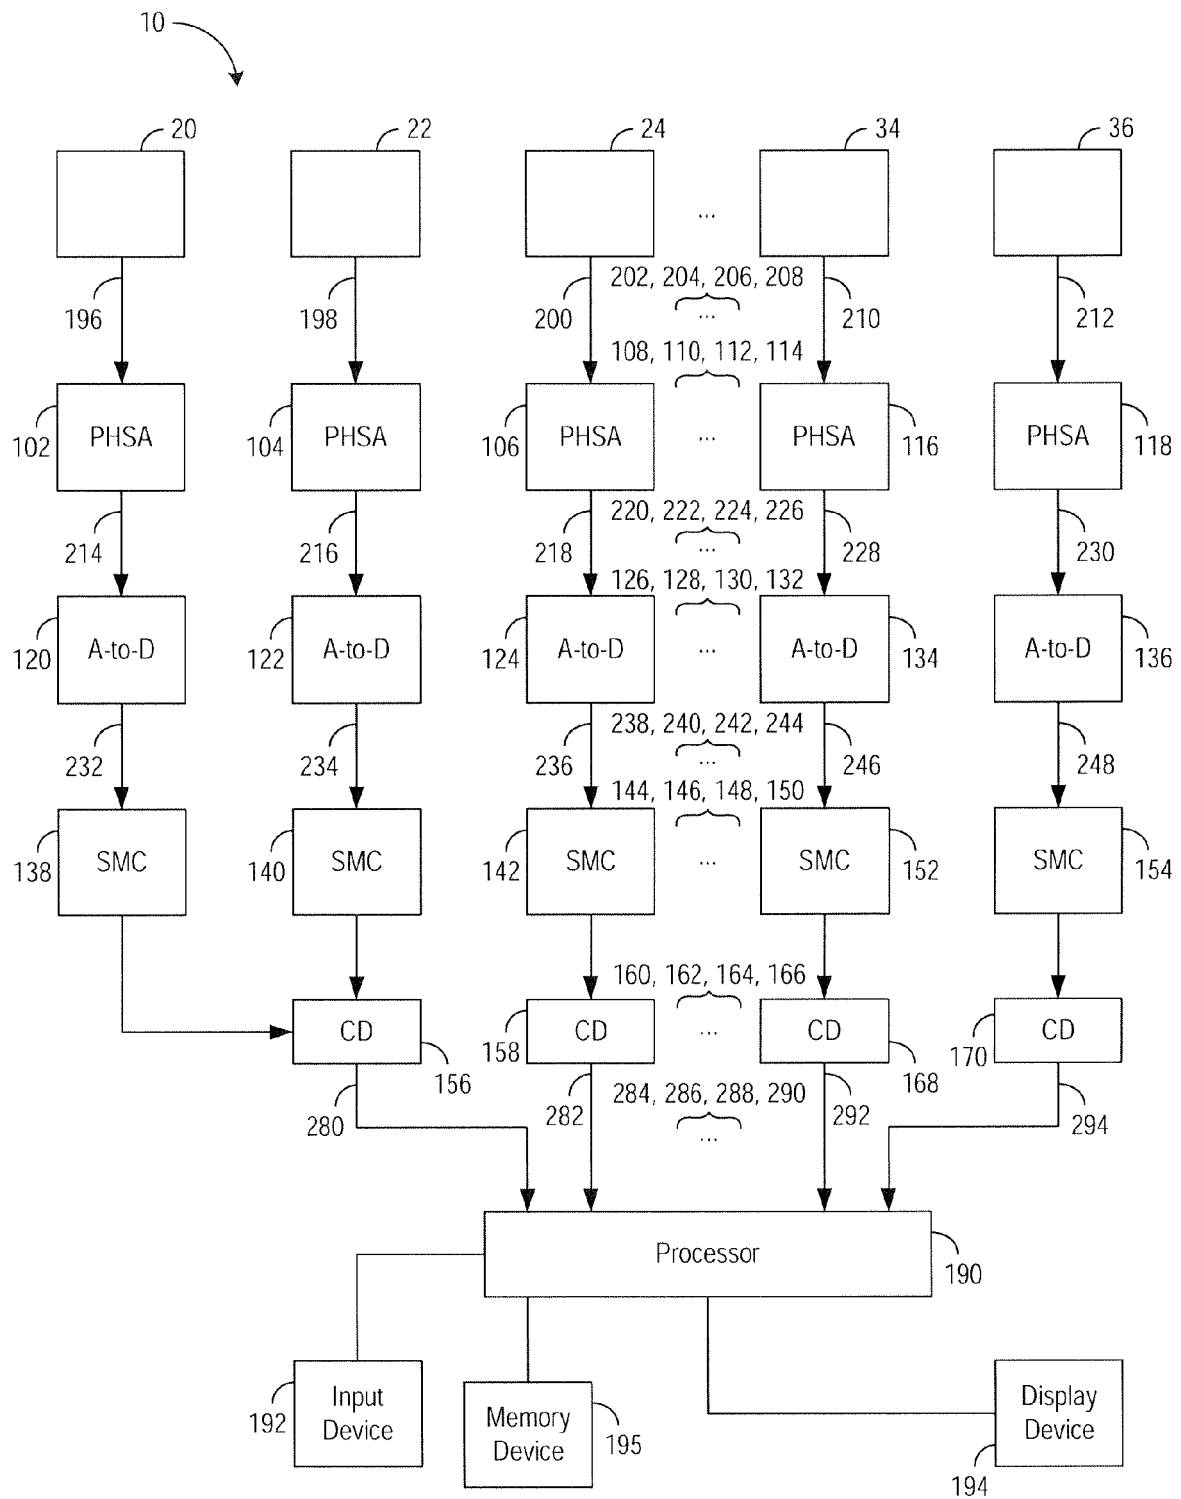 10
20 22 24 34 36
...
202, 204, 206, 208
196 198 200 ... 210 212
108, 110, 112, 114
PHSA PHSA PHSA ... PHSA PHSA
102 104 106 116 118
220, 222, 224, 226
214 216 218 ... 228 230
126, 128, 130, 132
A-to-D A-to-D A-to-D ... A-to-D A-to-D
120 122 124 134 136
238, 240, 242, 244
232 234 236 ... 246 248
144, 146, 148, 150
SMC SMC SMC ... SMC SMC
138 140 142 152 154
160, 162, 164, 166
CD CD ... CD CD
156 158 168 170
284, 286, 288, 290
280 282 ... 292 294
Processor
190
Input
Device
192
Memory
Device
195
Display
Device
194